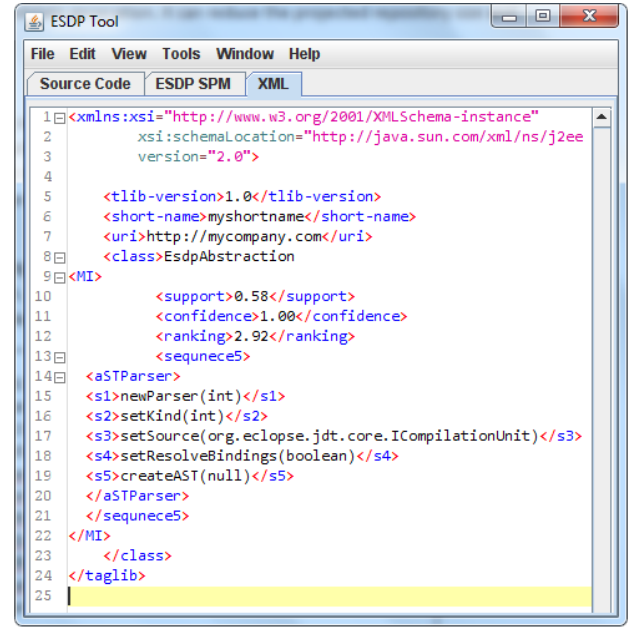 ESDP Tool
File Edit View Tools Window Help
Source Code ESDP SPM XML
1 <xmlns:xsi="http://www.w3.org/2001/XMLSchema-instance"
2 xsi:schemaLocation="http://java.sun.com/xml/ns/j2ee
3 version="2.0">
4
5 <tlib-version>1.0</tlib-version>
6 <short-name>myshortname</short-name>
7 <uri>http://mycompany.com</uri>
8 <class>EsdpAbstraction
9 <MI>
10 <support>0.58</support>
11 <confidence>1.00</confidence>
12 <ranking>2.92</ranking>
13 <sequnece5>
14 <aSTParser>
15 <s1>newParser(int)</s1>
16 <s2>setKind(int)</s2>
17 <s3>setSource(org.eclipse.jdt.core.ICompilationUnit)</s3>
18 <s4>setResolveBindings(boolean)</s4>
19 <s5>createAST(null)</s5>
20 </aSTParser>
21 </sequnece5>
22 </MI>
23 </class>
24 </taglib>
25